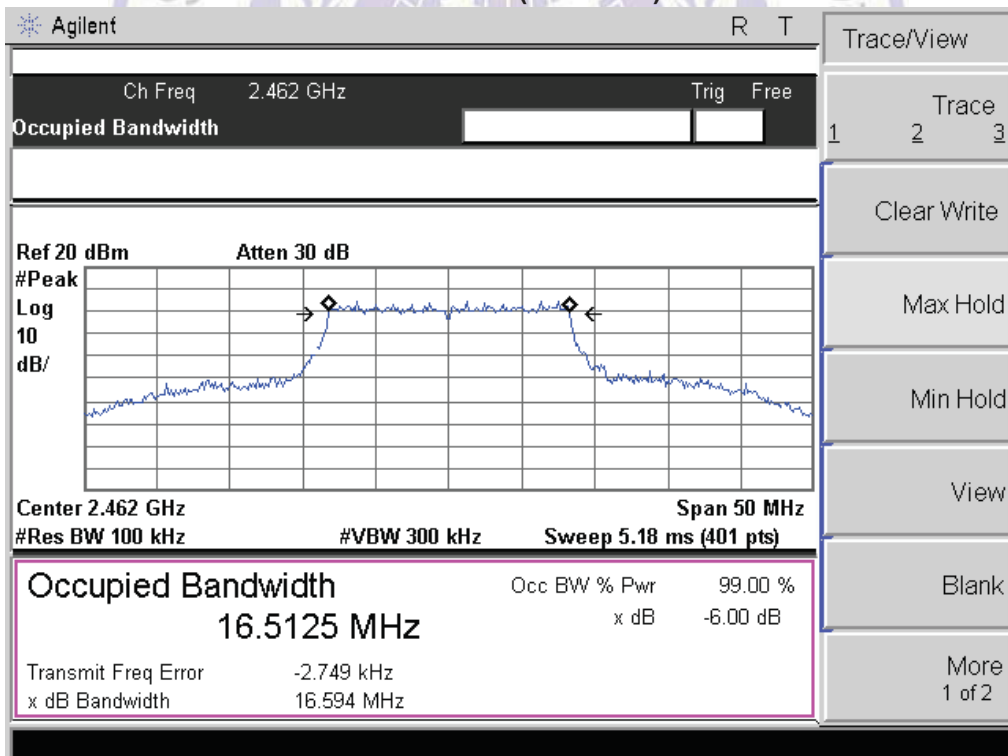 Agilent R T
Ch Freq 2.462 GHz Trig Free
Occupied Bandwidth
Ref 20 dBm Atten 30 dB
#Peak
Log
10
dB/
Center 2.462 GHz Span 50 MHz
#Res BW 100 kHz #VBW 300 kHz Sweep 5.18 ms (401 pts)
Occupied Bandwidth Occ BW % Pwr 99.00 %
16.5125 MHz x dB -6.00 dB
Transmit Freq Error -2.749 kHz
x dB Bandwidth 16.594 MHz
Trace/View
Trace
1 2 3
Clear Write
Max Hold
Min Hold
View
Blank
More
1 of 2